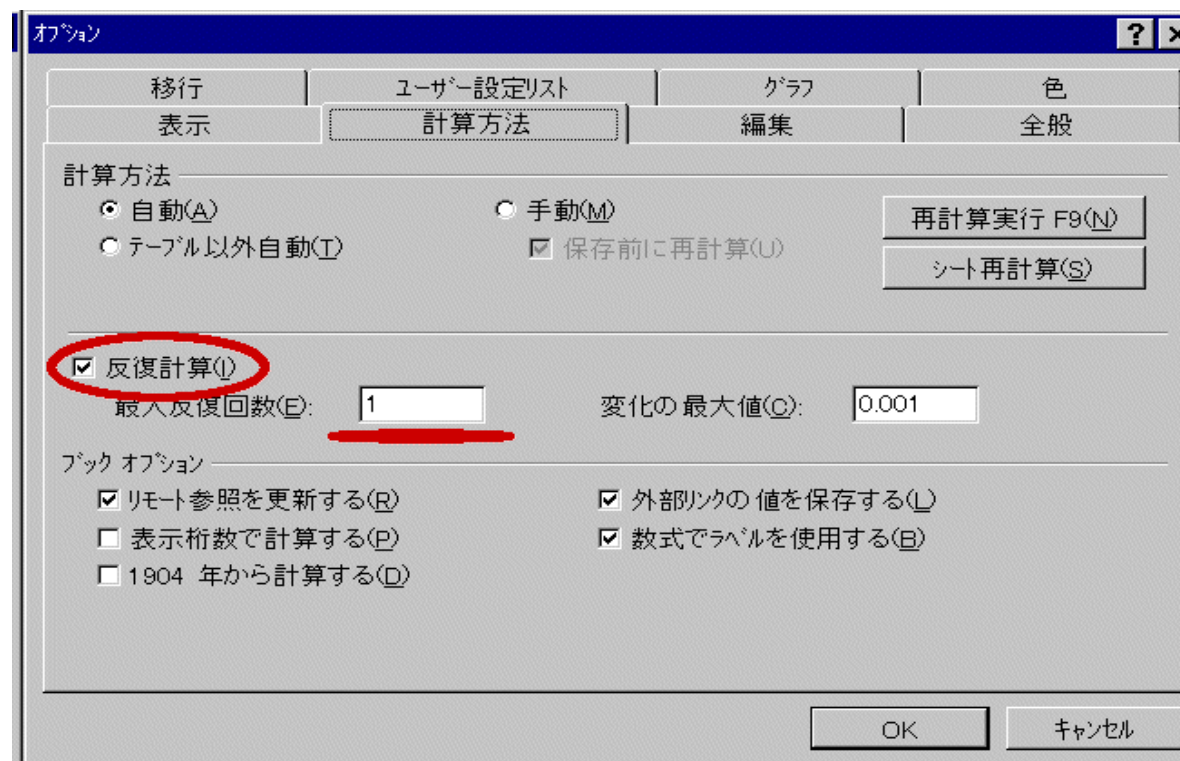 オプション
移行 ユーザー設定リスト グラフ 色
表示 計算方法 編集 全般
計算方法
自動(A) 手動(M) 再計算実行 F9(N)
テーブル以外自動(T) 保存前に再計算(U) シート再計算(S)
反復計算(I)
最大反復回数(E): 1 変化の最大値(C): 0.001
ブック オプション
リモート参照を更新する(R) 外部リンクの値を保存する(L)
表示桁数で計算する(P) 数式でラベルを使用する(B)
1904 年から計算する(D)
OK キャンセル